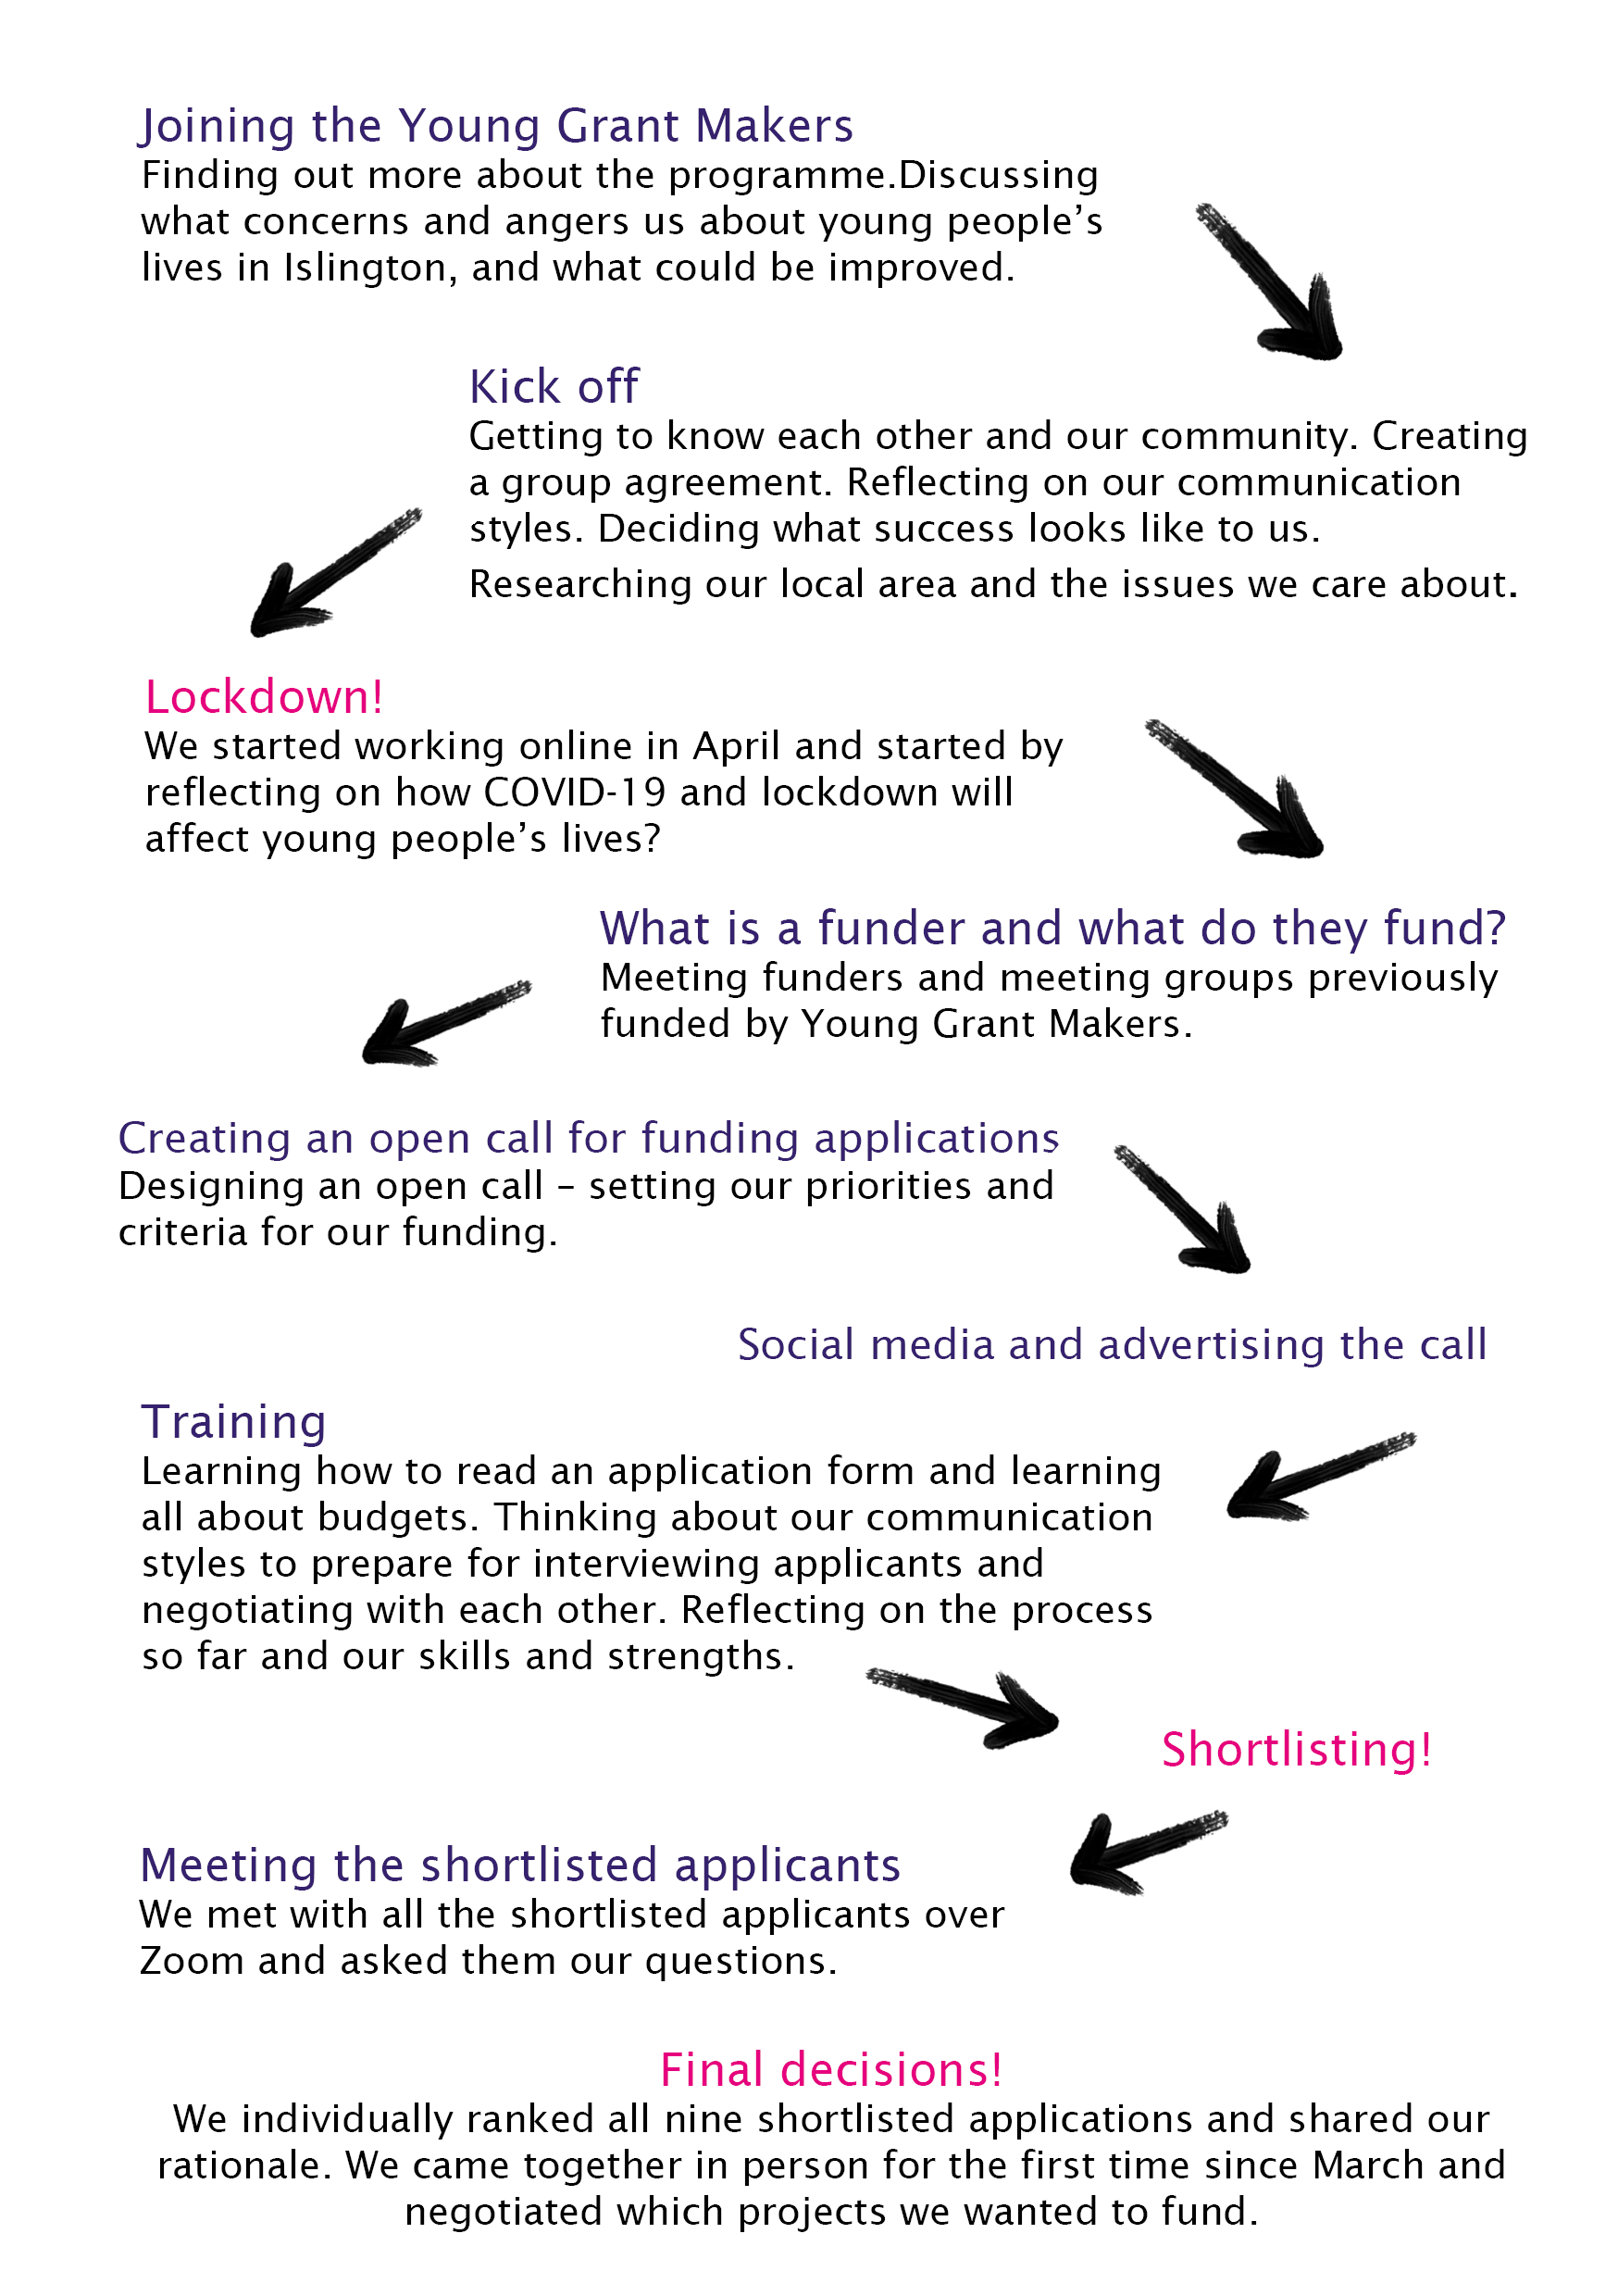 Joining the Young Grant Makers
Finding out more about the programme.Discussing
what concerns and angers us about young people’s
lives in Islington, and what could be improved.
Kick off
Getting to know each other and our community. Creating
a group agreement. Reflecting on our communication
styles. Deciding what success looks like to us.
Researching our local area and the issues we care about.
Lockdown!
We started working online in April and started by
reflecting on how COVID-19 and lockdown will
affect young people’s lives?
What is a funder and what do they fund?
Meeting funders and meeting groups previously
funded by Young Grant Makers.
Creating an open call for funding applications
Designing an open call – setting our priorities and
criteria for our funding.
Social media and advertising the call
Training
Learning how to read an application form and learning
all about budgets. Thinking about our communication
styles to prepare for interviewing applicants and
negotiating with each other. Reflecting on the process
so far and our skills and strengths.
Shortlisting!
Meeting the shortlisted applicants
We met with all the shortlisted applicants over
Zoom and asked them our questions.
Final decisions!
We individually ranked all nine shortlisted applications and shared our
rationale. We came together in person for the first time since March and
negotiated which projects we wanted to fund.